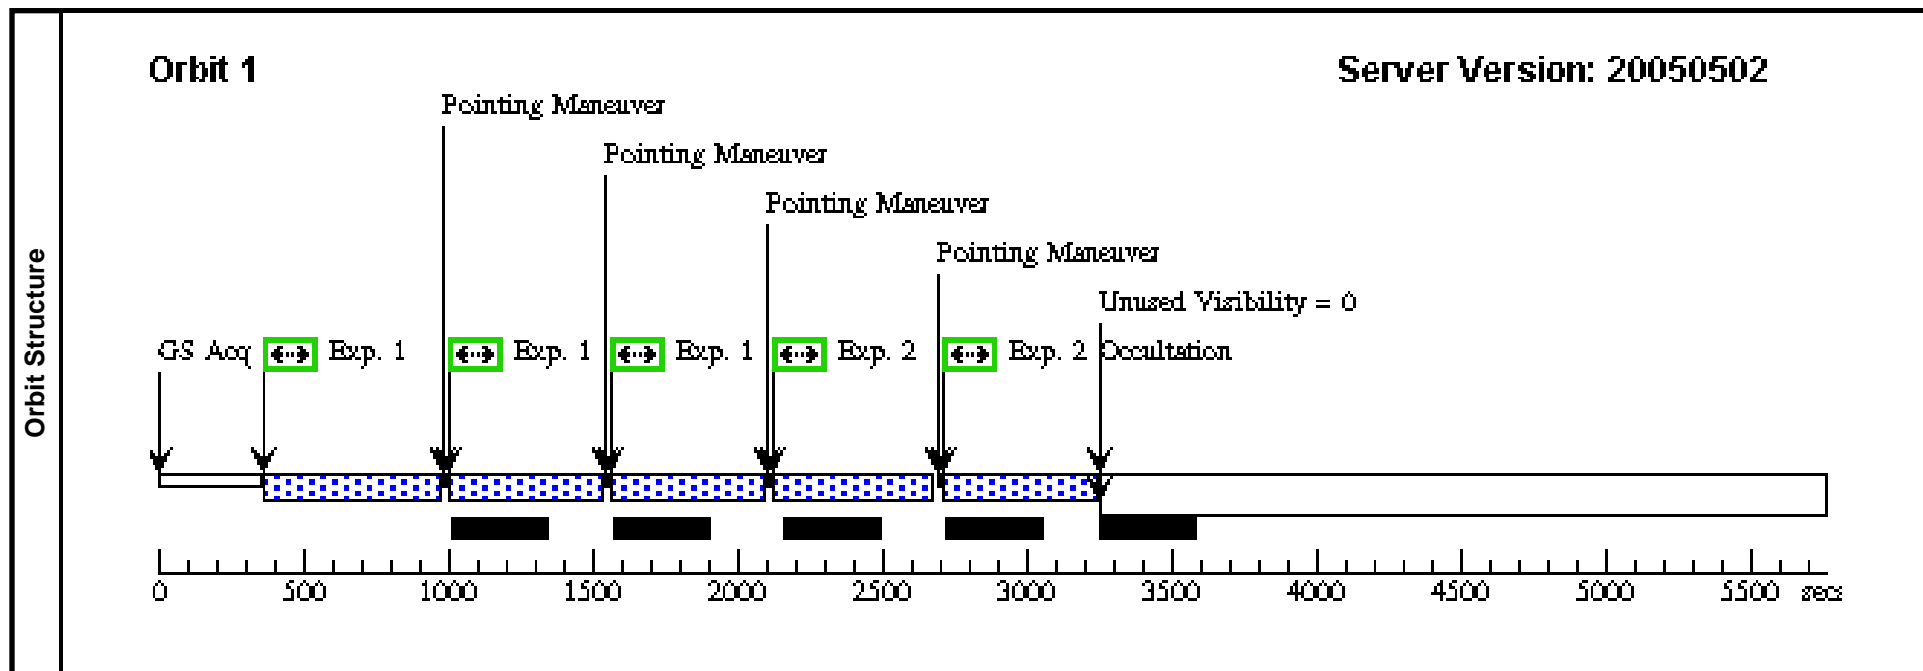 Orbit Structure
Orbit 1
Server Version: 20050502
Pointing Maneuver
Pointing Maneuver
Pointing Maneuver
Pointing Maneuver
Unused Visibility = 0
GS Acq Exp. 1 Exp. 1 Exp. 1 Exp. 2 Exp. 2 Occultation
0 500 1000 1500 2000 2500 3000 3500 4000 4500 5000 5500 secs